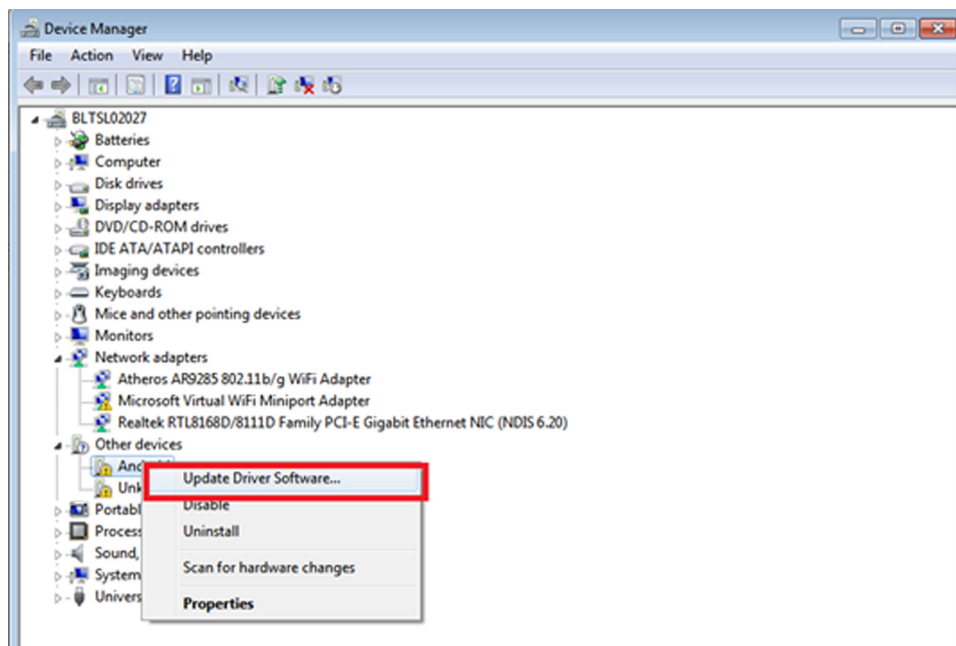 Device Manager
File Action View Help
BLTSL02027
Batteries
Computer
Disk drives
Display adapters
DVD/CD-ROM drives
IDE ATA/ATAPI controllers
Imaging devices
Keyboards
Mice and other pointing devices
Monitors
Network adapters
Atheros AR9285 802.11b/g WiFi Adapter
Microsoft Virtual WiFi Miniport Adapter
Realtek RTL8168D/8111D Family PCI-E Gigabit Ethernet NIC (NDIS 6.20)
Other devices
Update Driver Software...
Disable
Uninstall
Sound,
System
Scan for hardware changes
Properties